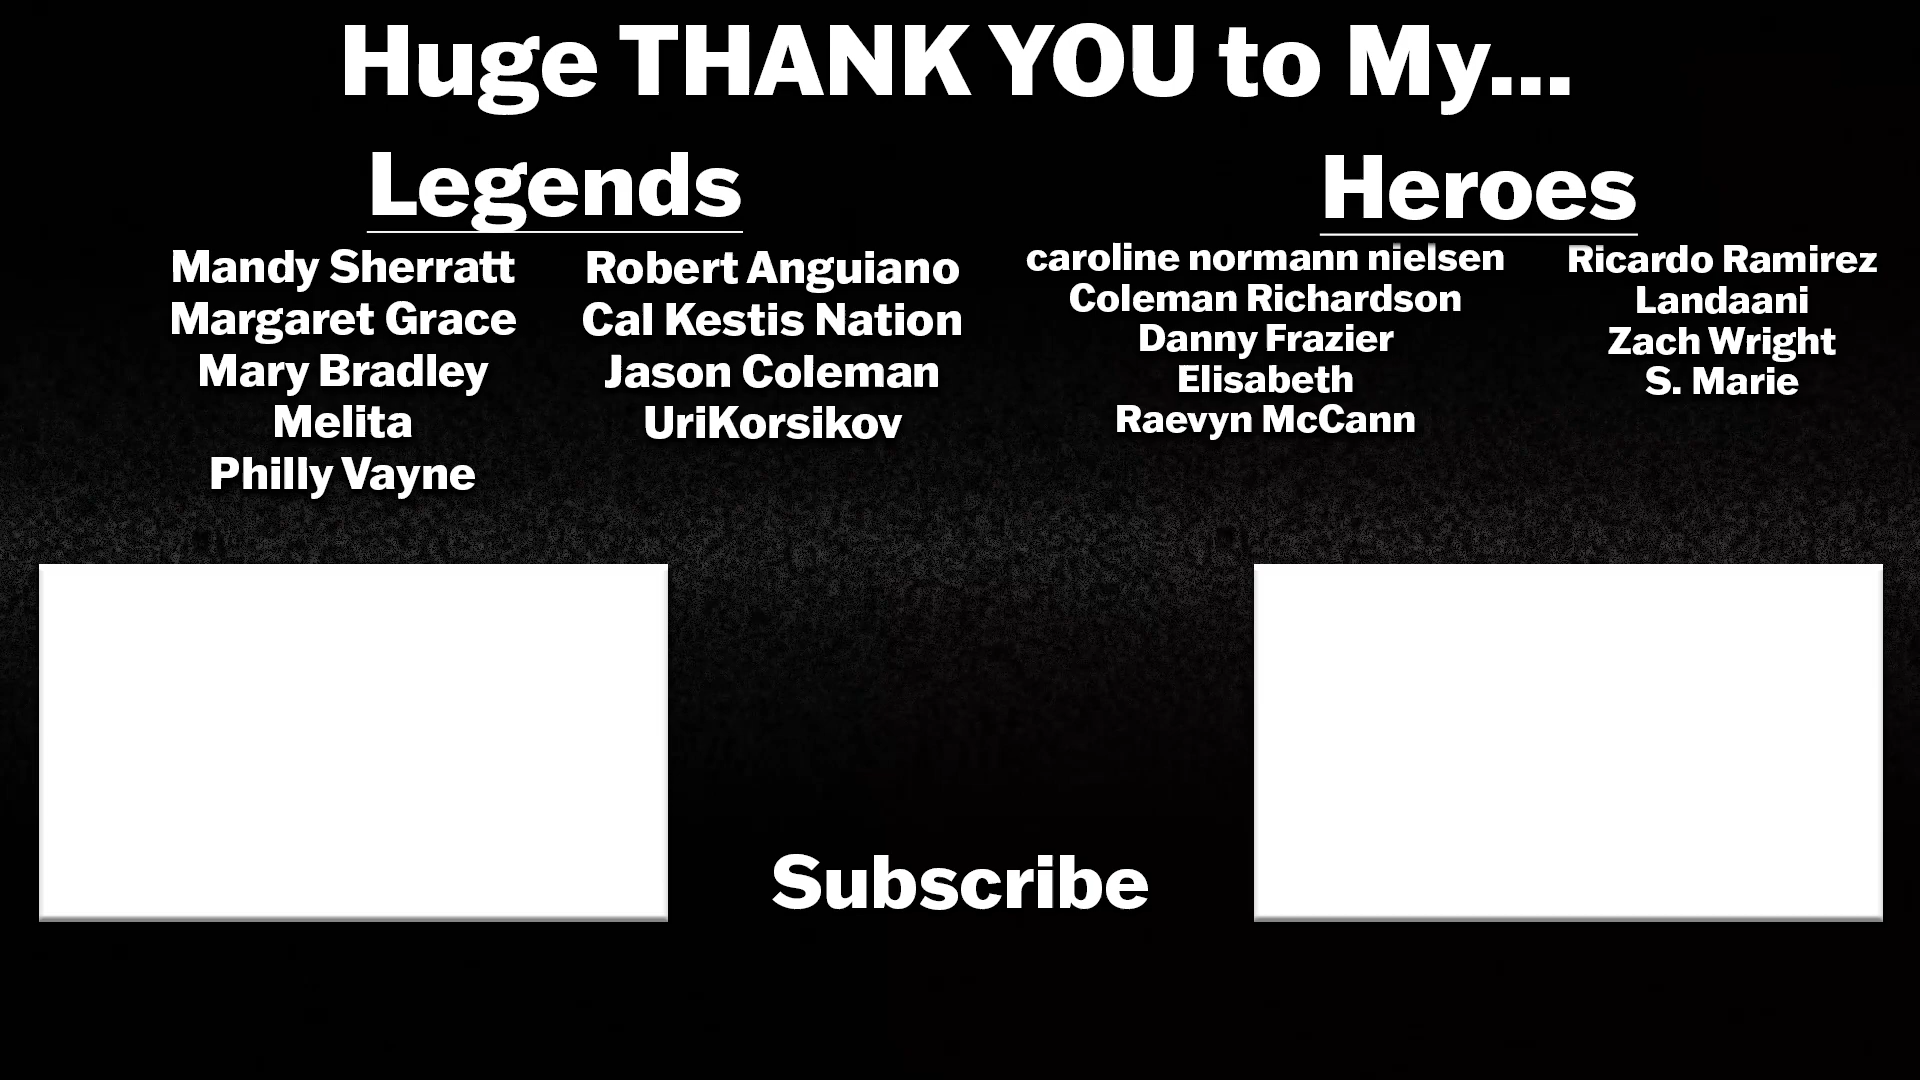 Huge THANK YOU to My...
Legends
Mandy Sherratt
Margaret Grace
Mary Bradley
Melita
Philly Vayne
Robert Anguiano
Cal Kestis Nation
Jason Coleman
UriKorsikov
Heroes
caroline normann nielsen
Coleman Richardson
Danny Frazier
Elisabeth
Raevyn McCann
Ricardo Ramirez
Landaani
Zach Wright
S. Marie
Subscribe